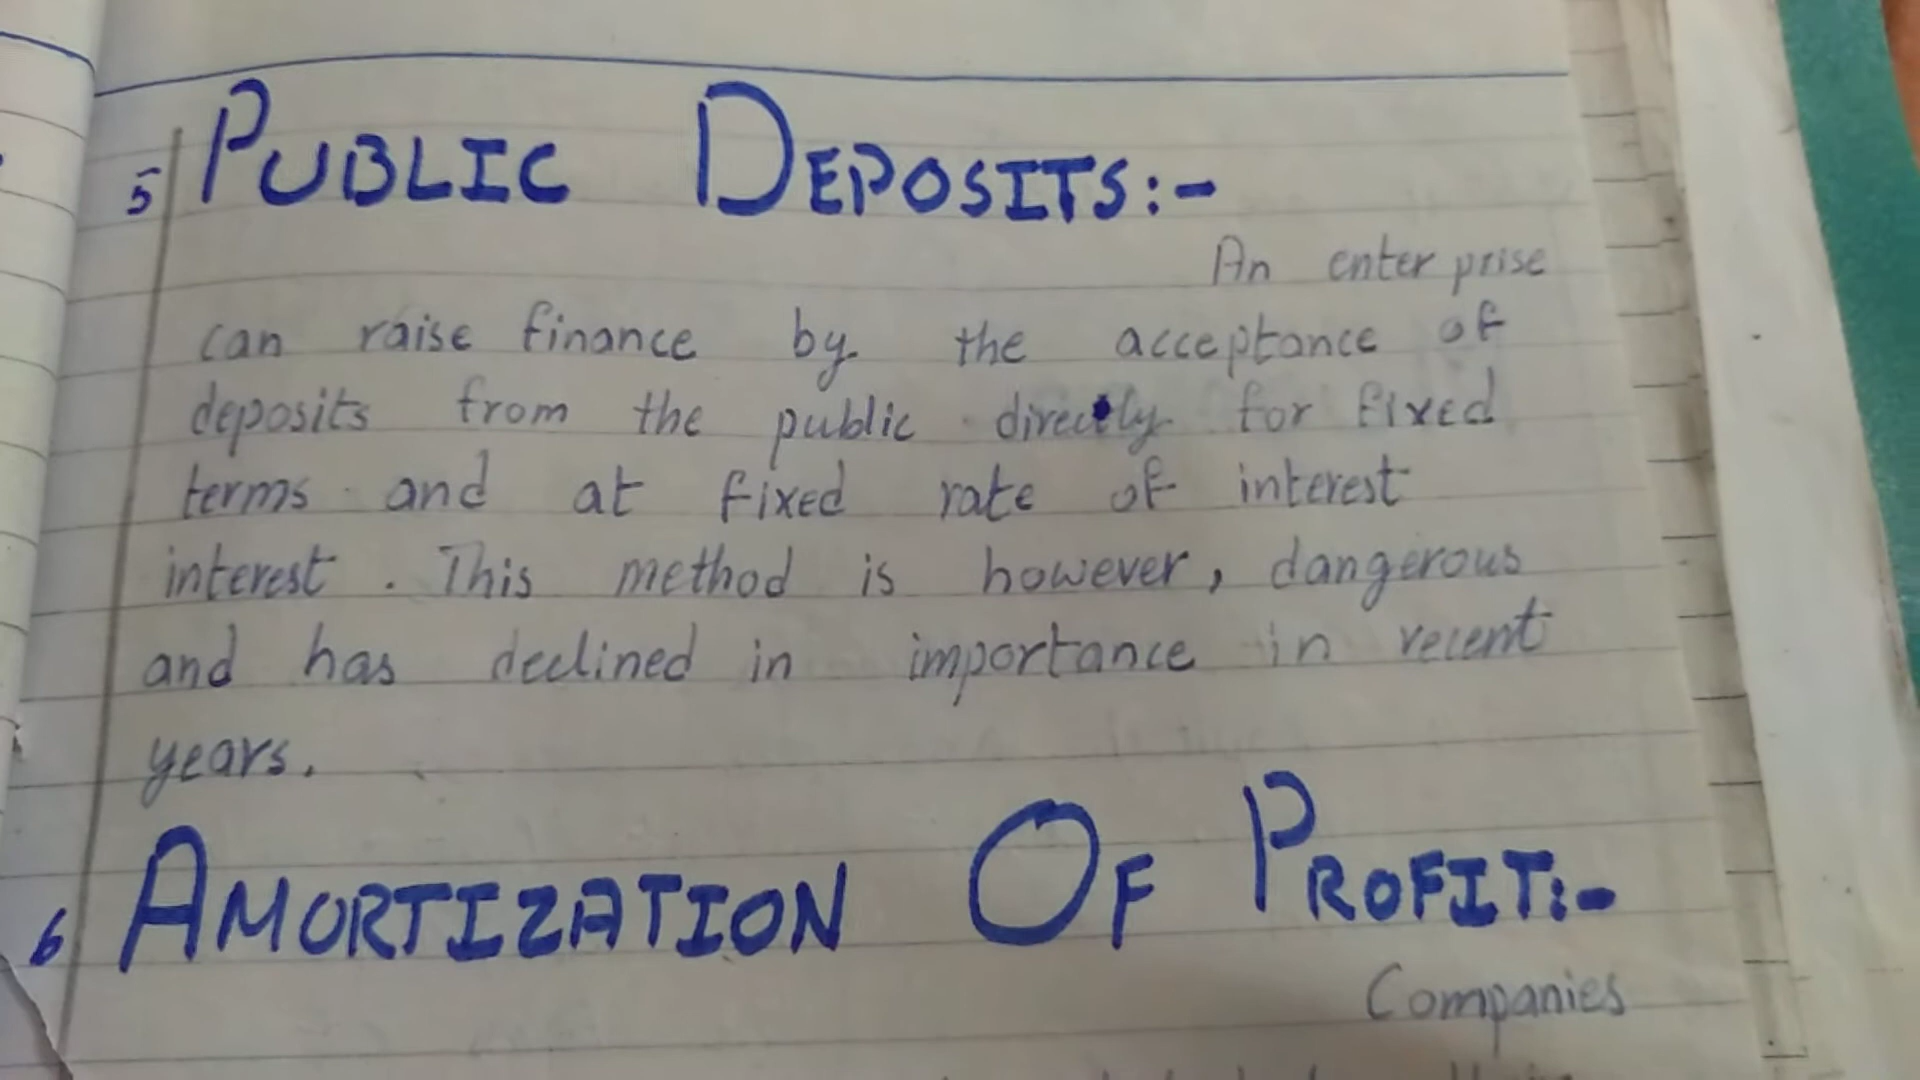 5 PUBLIC DEPOSITS:-
An enterprise
can raise finance by the acceptance of
deposits from the public directly for fixed
terms and at fixed rate of interest
interest. This method is however, dangerous
and has declined in importance in recent
years.
6 AMORTIZATION OF PROFIT:-
Companies